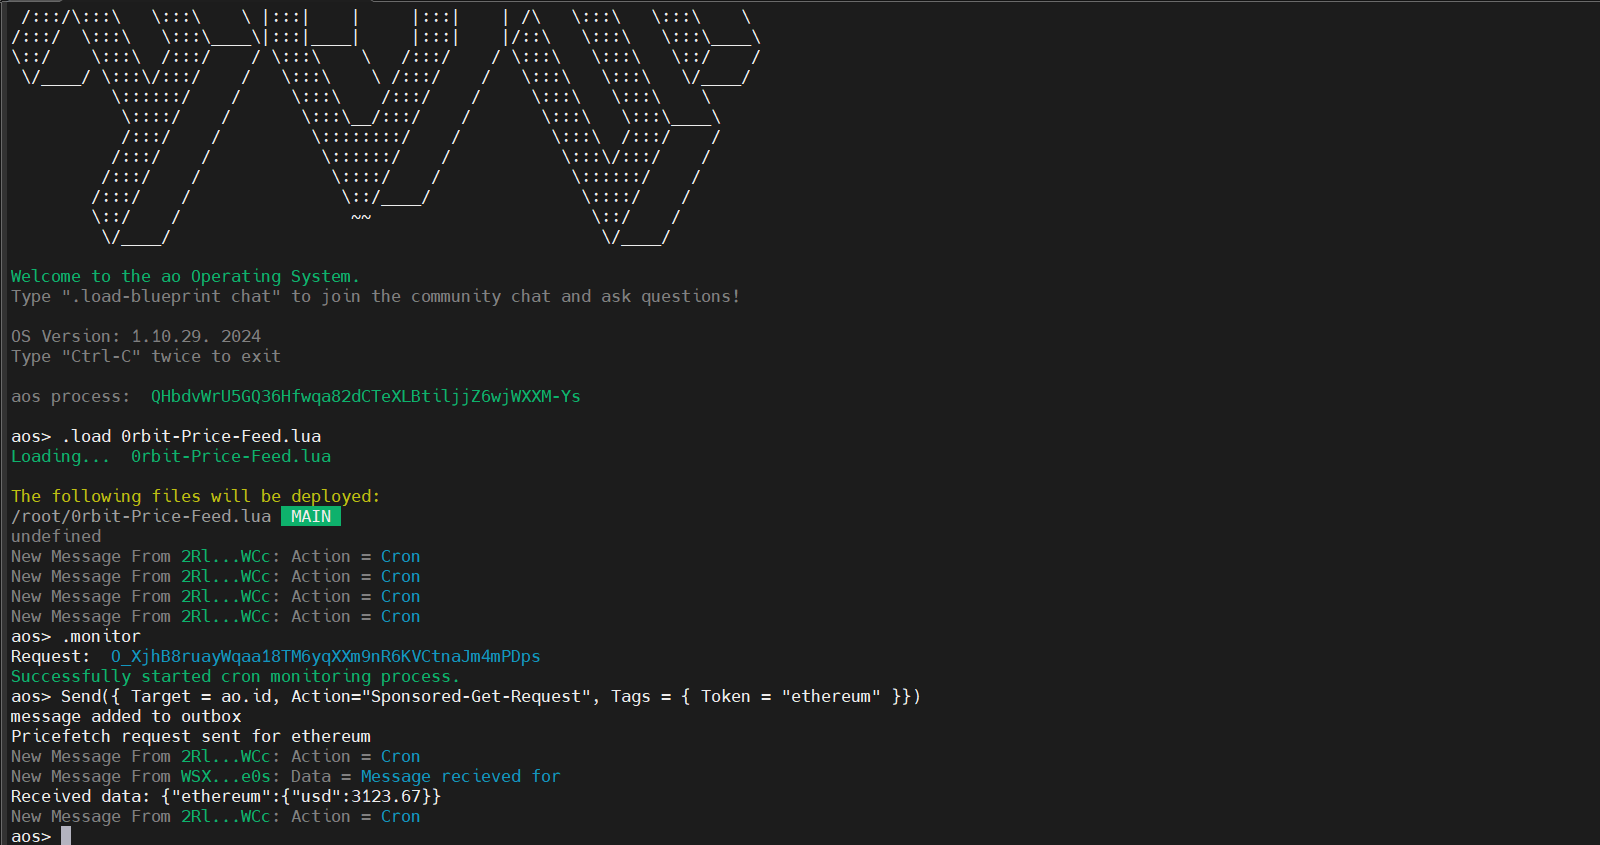 Welcome to the ao Operating System.
Type ".load-blueprint chat" to join the community chat and ask questions!
OS Version: 1.10.29. 2024
Type "Ctrl-C" twice to exit
aos process:  QHbdvWrU5GQ36Hfwqa82dCTeXLBtiljjZ6wjWXXM-Ys
aos> .load 0rbit-Price-Feed.lua
Loading...  0rbit-Price-Feed.lua
The following files will be deployed:
/root/0rbit-Price-Feed.lua  MAIN
undefined
New Message From 2Rl...WCc: Action = Cron
New Message From 2Rl...WCc: Action = Cron
New Message From 2Rl...WCc: Action = Cron
New Message From 2Rl...WCc: Action = Cron
aos> .monitor
Request:  O_XjhB8ruayWqaa18TM6yqXXm9nR6KVCtnaJm4mPDps
Successfully started cron monitoring process.
aos> Send({ Target = ao.id, Action="Sponsored-Get-Request", Tags = { Token = "ethereum" }})
message added to outbox
Pricefetch request sent for ethereum
New Message From 2Rl...WCc: Action = Cron
New Message From WSX...e0s: Data = Message recieved for
Received data: {"ethereum":{"usd":3123.67}}
New Message From 2Rl...WCc: Action = Cron
aos>